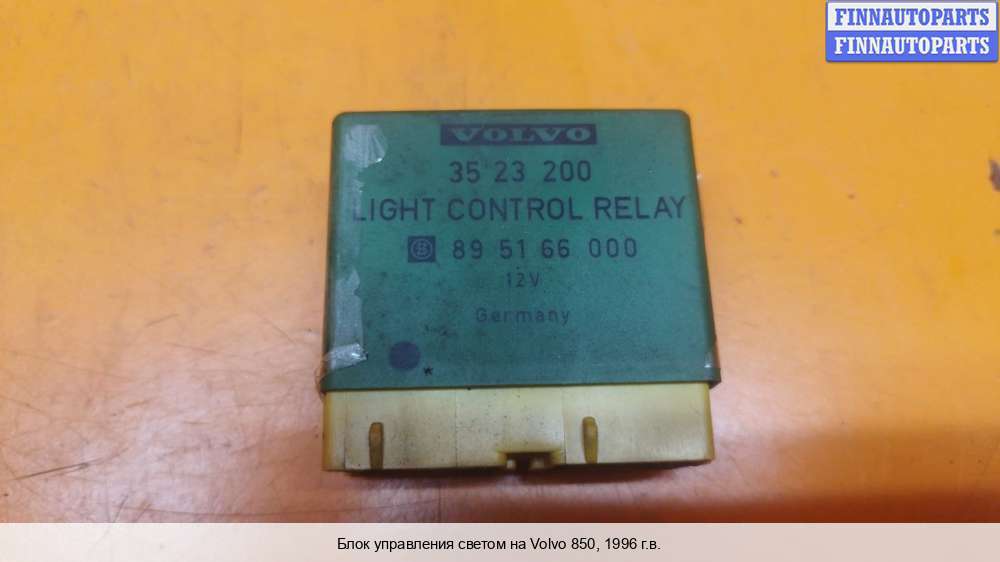 FINNAUTOPARTS
FINNAUTOPARTS
VOLVO
35 23 200
LIGHT CONTROL RELAY
89 51 66 000
12V
Germany
*
Блок управления светом на Volvo 850, 1996 г.в.